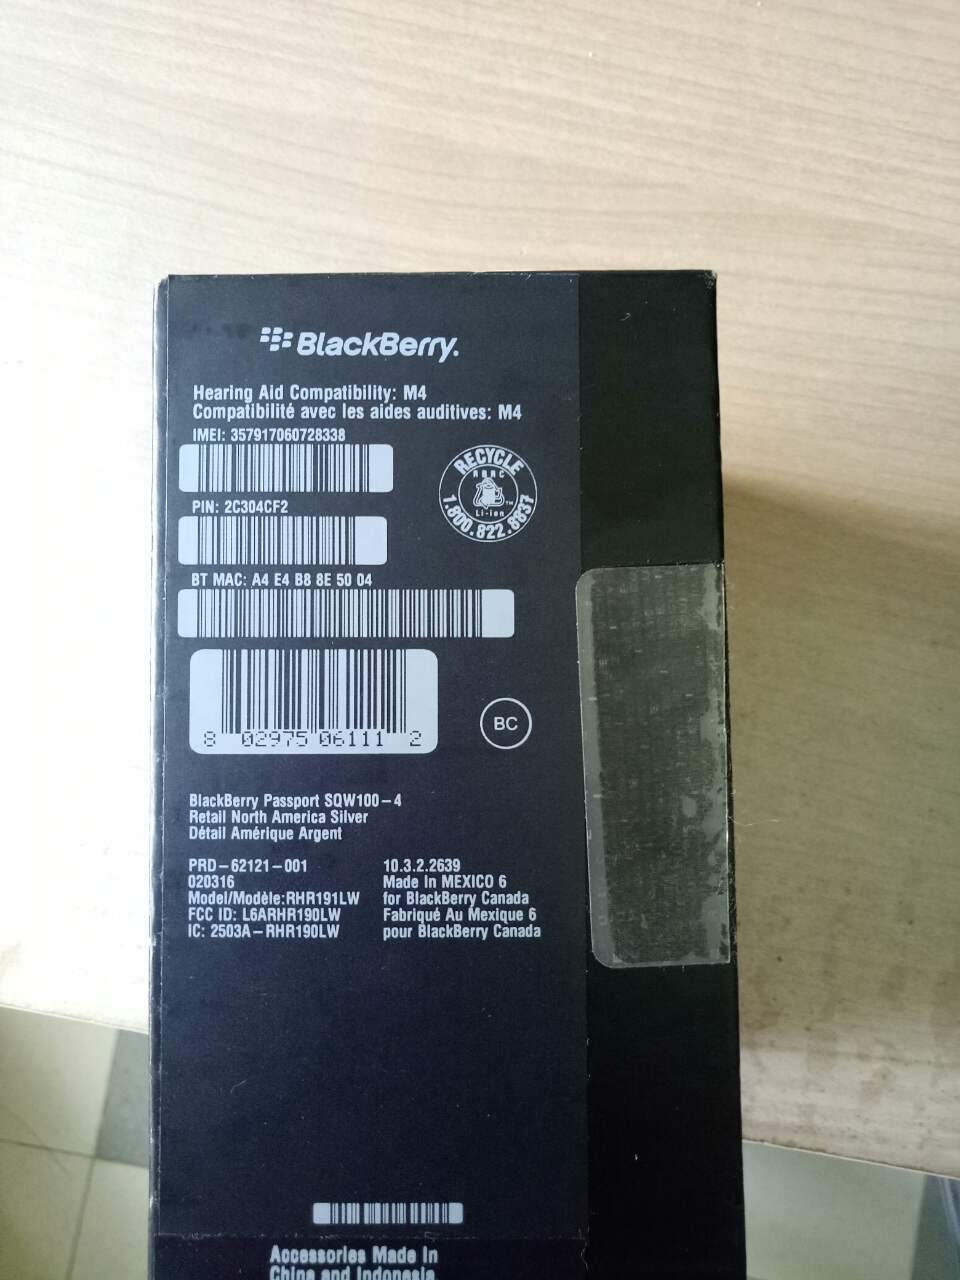 BlackBerry.
Hearing Aid Compatibility: M4
Compatibilité avec les aides auditives: M4
IMEI: 357917060728338
RECYCLE
RBRC
Li-ion
1.800.822.8837
PIN: 2C304CF2
BT MAC: A4 E4 B8 8E 50 04
8 02975 06111 2
BC
BlackBerry Passport SQW100-4
Retail North America Silver
Détail Amérique Argent
PRD-62121-001
020316
Model/Modèle:RHR191LW
FCC ID: L6ARHR190LW
IC: 2503A-RHR190LW
10.3.2.2639
Made In MEXICO 6
for BlackBerry Canada
Fabriqué Au Mexique 6
pour BlackBerry Canada
Accessories Made In
China and Indonesia